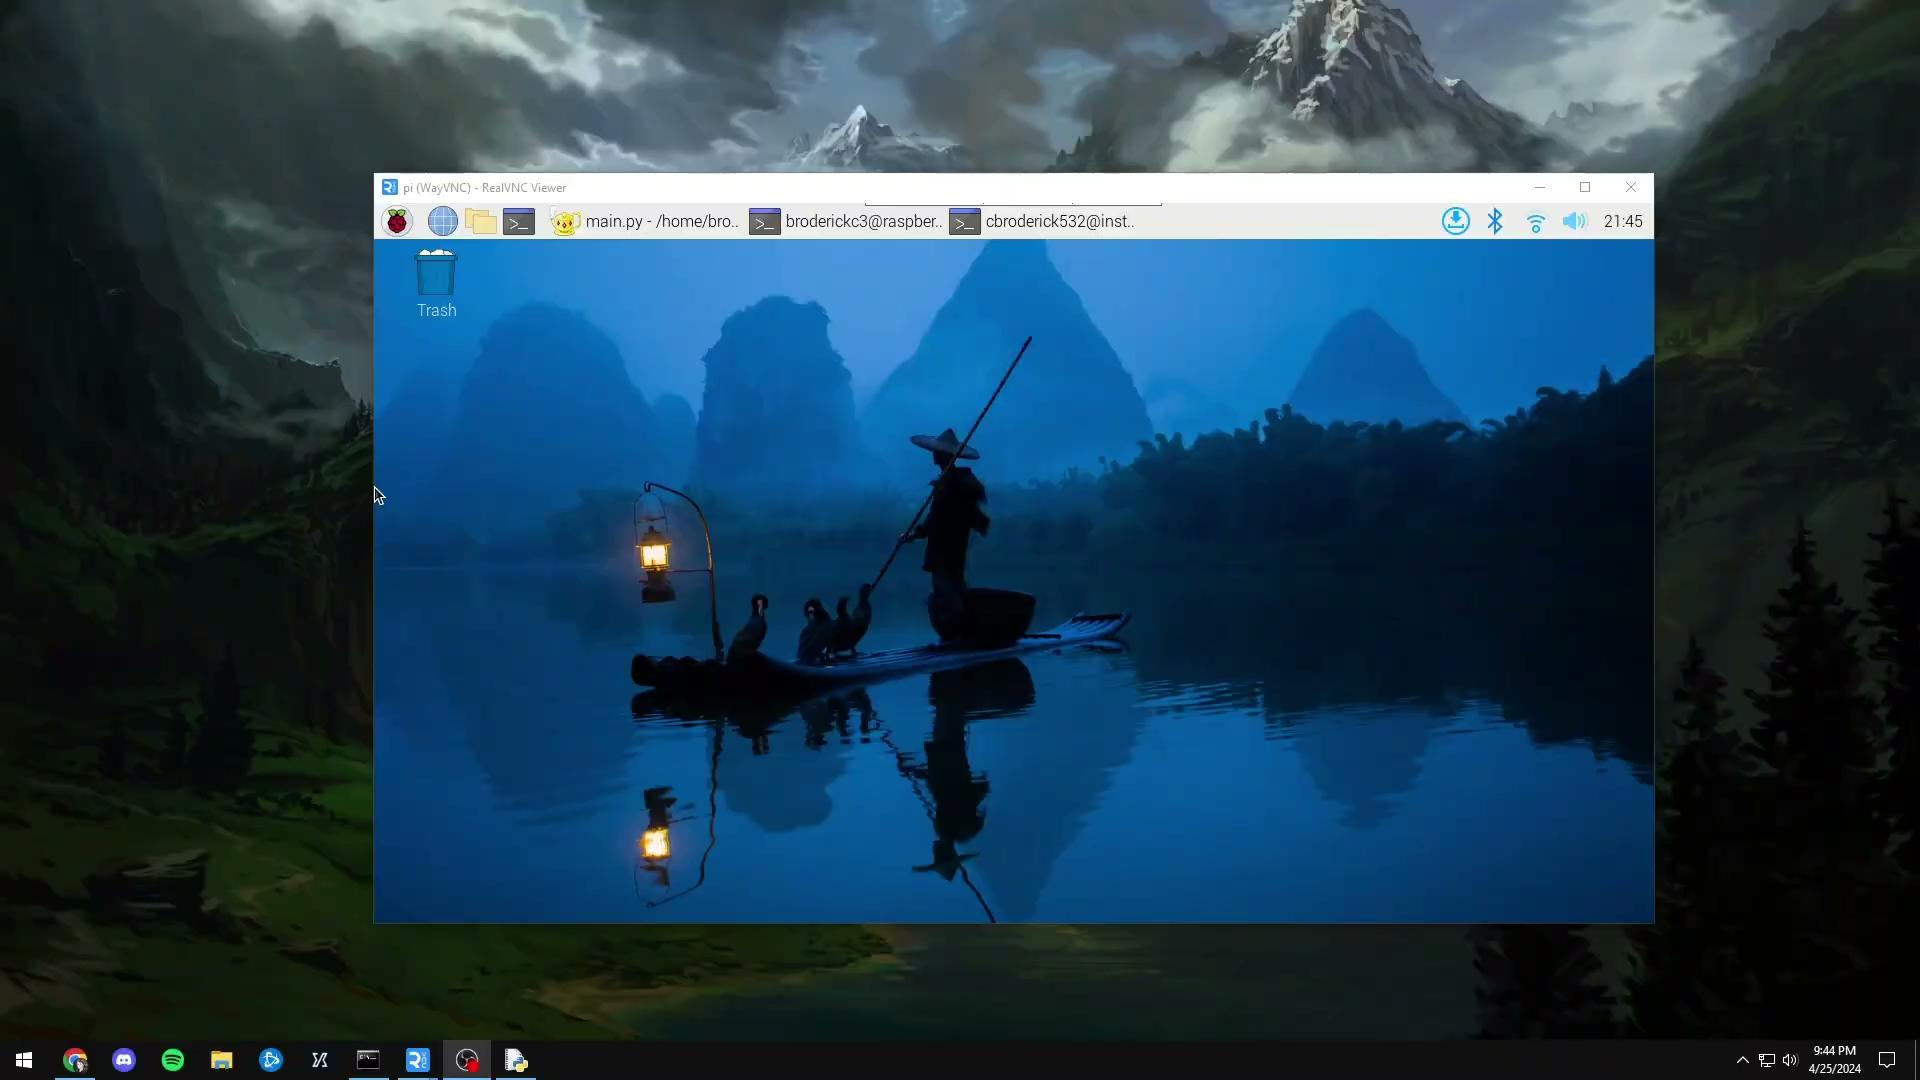 pi (WayVNC) - RealVNC Viewer
main.py - /home/bro..
broderickc3@raspber..
cbroderick532@inst..
21:45
Trash
9:44 PM
4/25/2024